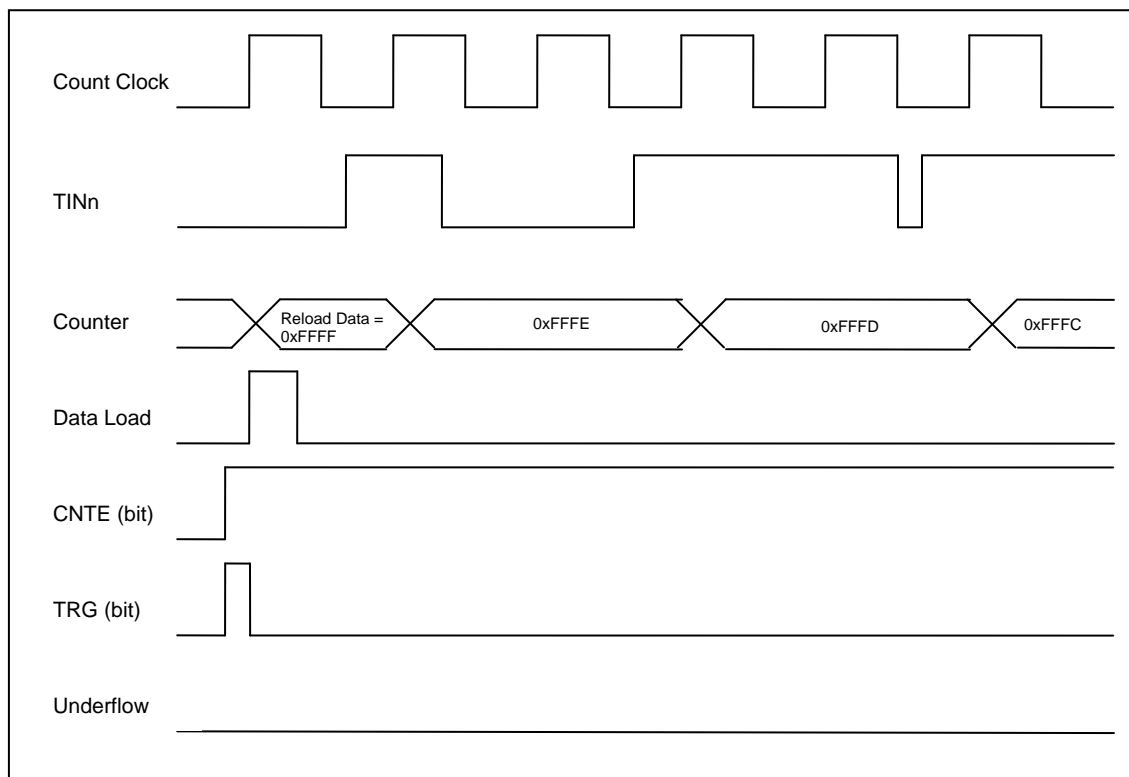 Count Clock
TINn
Counter
Reload Data =
0xFFFF
0xFFFE
0xFFFD
0xFFFC
Data Load
CNTE (bit)
TRG (bit)
Underflow